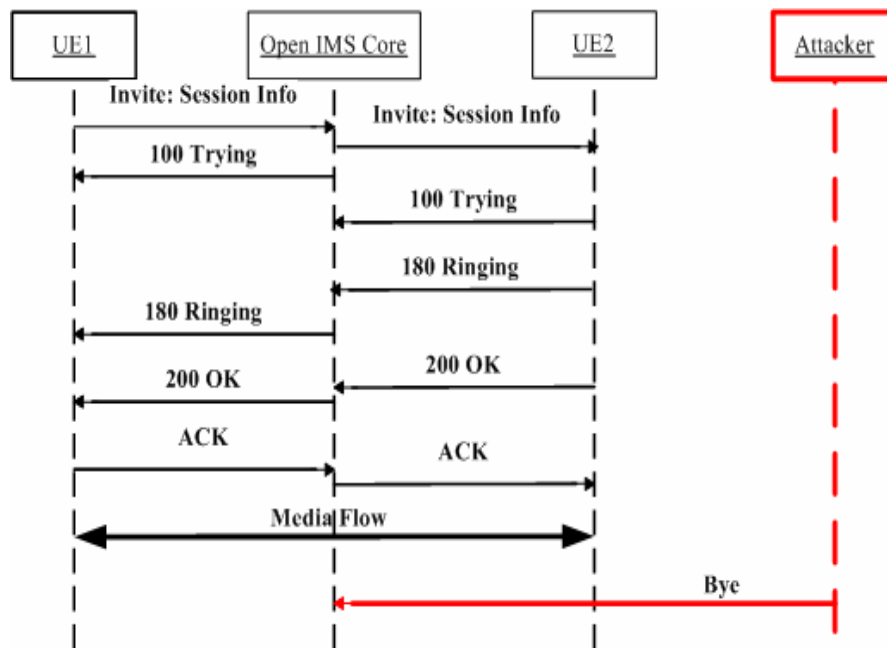 UE1
Open IMS Core
UE2
Attacker
Invite: Session Info
Invite: Session Info
100 Trying
100 Trying
180 Ringing
180 Ringing
200 OK
200 OK
ACK
ACK
Media Flow
Bye